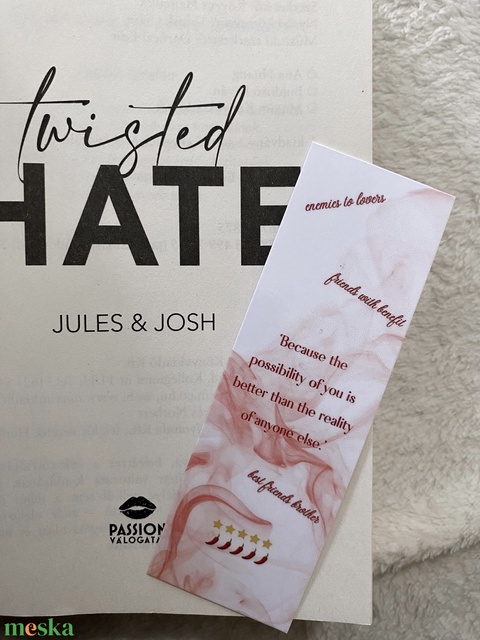 twisted
HATE
JULES & JOSH
PASSION
VÁLOGAT
enemies to lovers
friends with benefit
'Because the
possibility of you is
better than the reality
of anyone else.'
best friends brother
meska